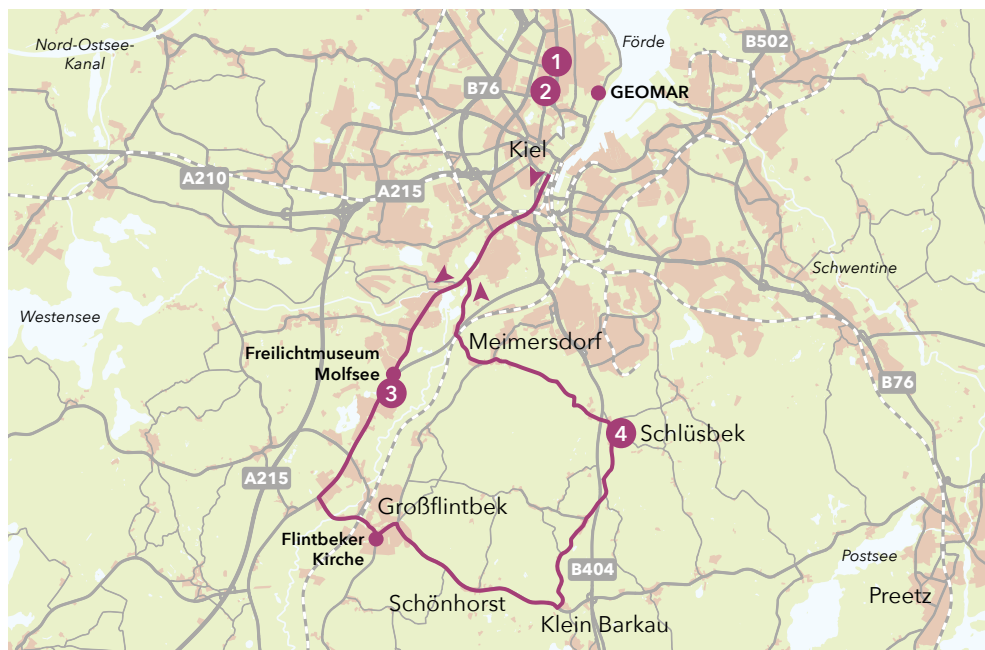 Nord-Ostsee-
Kanal
Förde
B502
1
B76
2
GEOMAR
Kiel
A210
A215
Schwentine
Westensee
Meimersdorf
Freilichtmuseum
Molfsee
3
B76
4
Schlüsbek
A215
Großflintbek
Flintbeker
Kirche
Postsee
B404
Schönhorst
Preetz
Klein Barkau